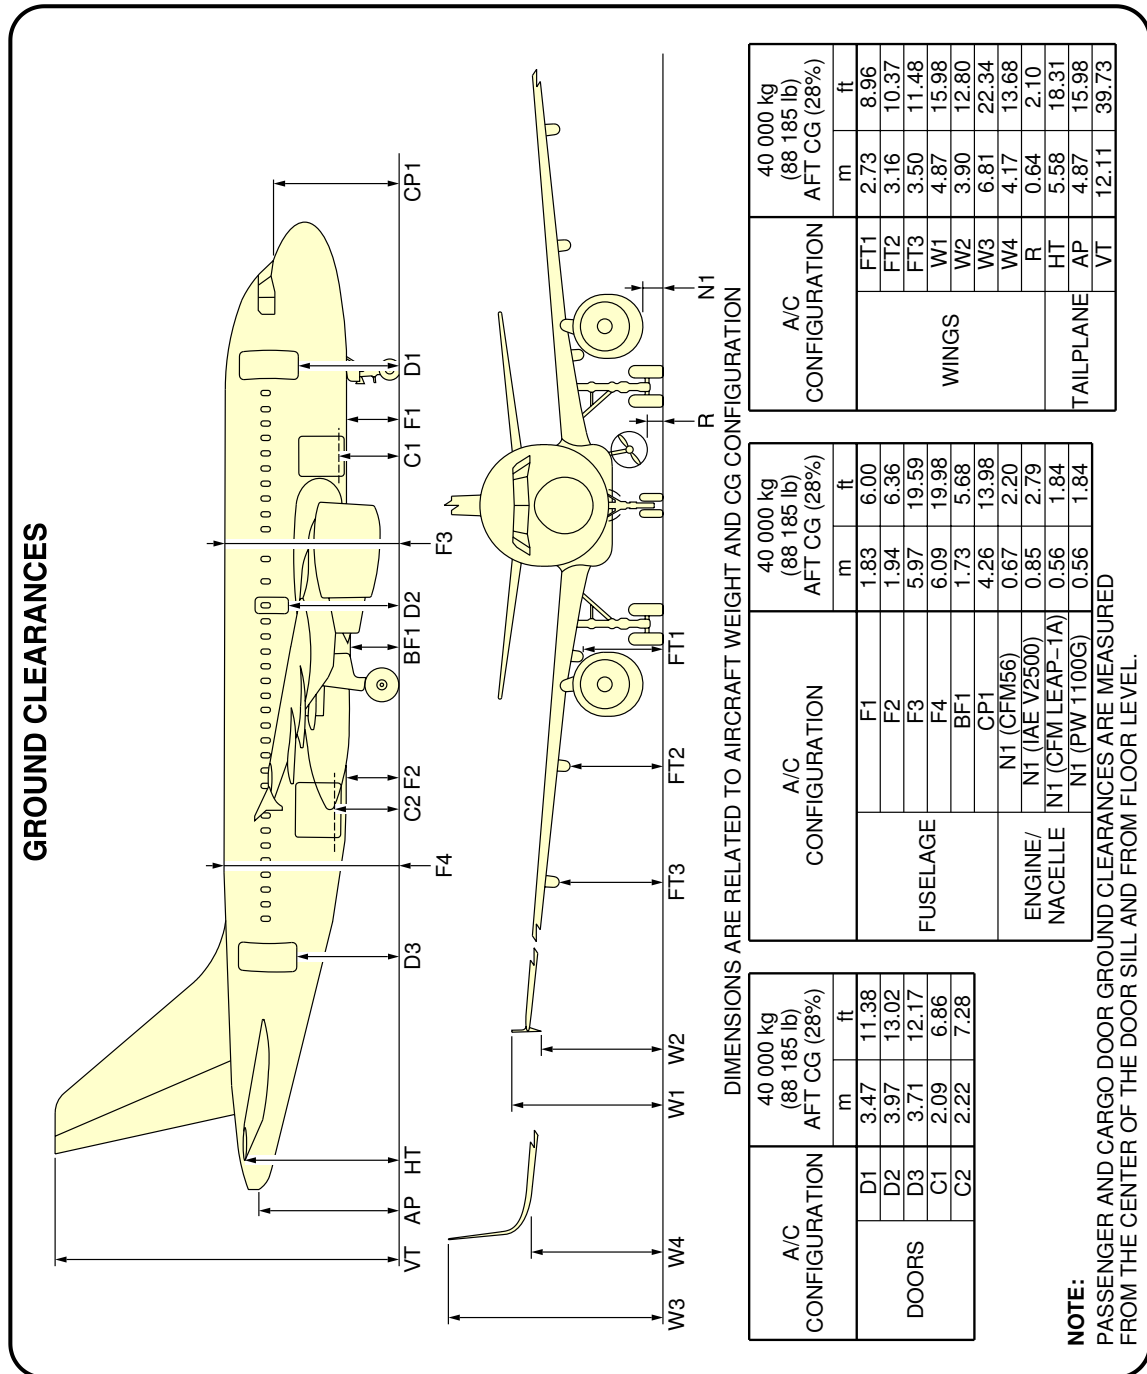 GROUND CLEARANCES
CP1
D1
F1
C1
F3
D2
BF1
F2
C2
F4
D3
HT
AP
VT
N1
R
FT1
FT2
FT3
W2
W1
W4
W3
DIMENSIONS ARE RELATED TO AIRCRAFT WEIGHT AND CG CONFIGURATION
A/C CONFIGURATION 40 000 kg (88 185 lb) AFT CG (28%)
m ft
DOORS
D1 3.47 11.38
D2 3.97 13.02
D3 3.71 12.17
C1 2.09 6.86
C2 2.22 7.28
A/C CONFIGURATION 40 000 kg (88 185 lb) AFT CG (28%)
m ft
FUSELAGE
F1 1.83 6.00
F2 1.94 6.36
F3 5.97 19.59
F4 6.09 19.98
BF1 1.73 5.68
CP1 4.26 13.98
ENGINE/
NACELLE
N1 (CFM56) 0.67 2.20
N1 (IAE V2500) 0.85 2.79
N1 (CFM LEAP–1A) 0.56 1.84
N1 (PW 1100G) 0.56 1.84
A/C CONFIGURATION 40 000 kg (88 185 lb) AFT CG (28%)
m ft
WINGS
FT1 2.73 8.96
FT2 3.16 10.37
FT3 3.50 11.48
W1 4.87 15.98
W2 3.90 12.80
W3 6.81 22.34
W4 4.17 13.68
R 0.64 2.10
TAILPLANE
HT 5.58 18.31
AP 4.87 15.98
VT 12.11 39.73
NOTE:
PASSENGER AND CARGO DOOR GROUND CLEARANCES ARE MEASURED
FROM THE CENTER OF THE DOOR SILL AND FROM FLOOR LEVEL.